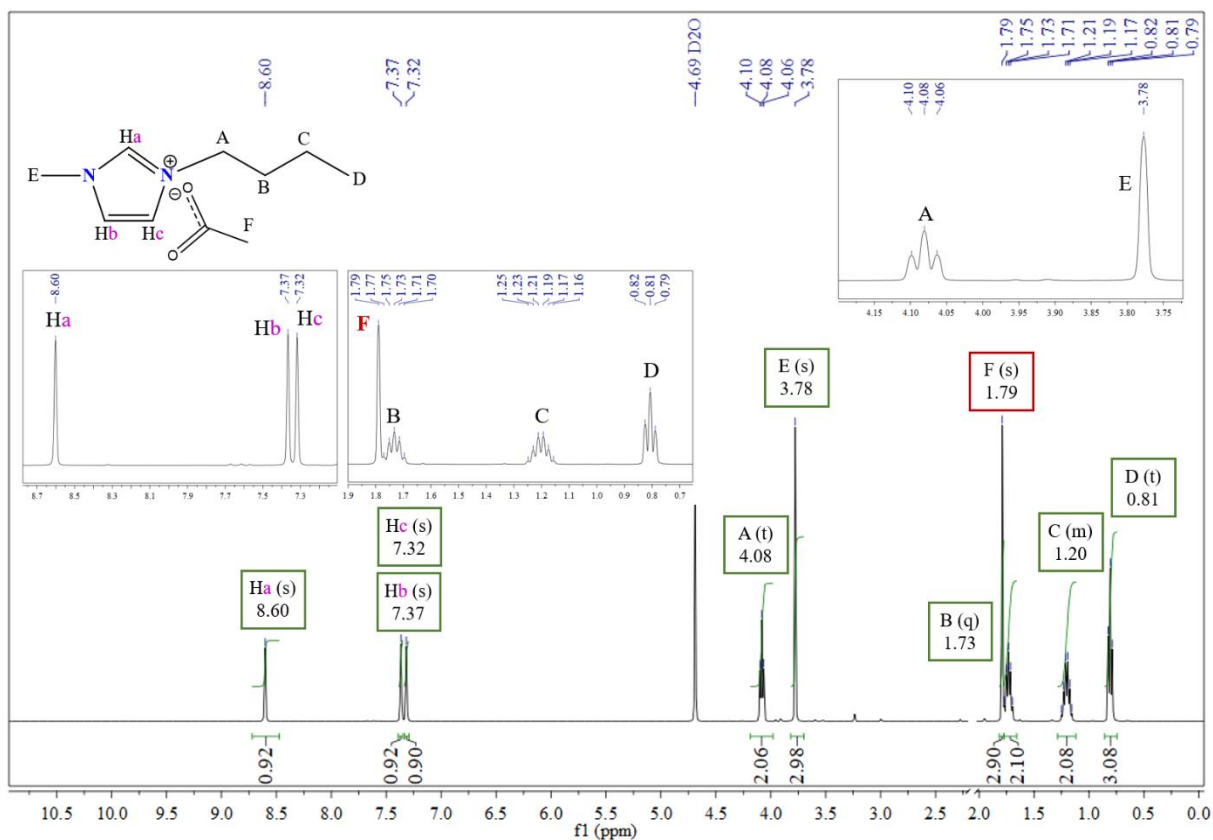 8.60
7.37
7.32
4.69 D2O
4.10
4.08
4.06
3.78
1.79
1.75
1.73
1.71
1.21
1.19
1.17
0.82
0.81
0.79
Ha
A
C
E
N
N
⊕
B
D
O
⊖
F
O
Hb
Hc
4.10
4.08
4.06
3.78
A
E
4.15 4.10 4.05 4.00 3.95 3.90 3.85 3.80 3.75
8.60
7.37
7.32
Ha
Hb
Hc
8.7 8.5 8.3 8.1 7.9 7.7 7.5 7.3
1.79
1.77
1.75
1.73
1.71
1.70
1.25
1.23
1.21
1.19
1.17
1.16
0.82
0.81
0.79
F
B
C
D
1.9 1.8 1.7 1.6 1.5 1.4 1.3 1.2 1.1 1.0 0.9 0.8 0.7
E (s)
3.78
F (s)
1.79
D (t)
0.81
Hc (s)
7.32
A (t)
4.08
C (m)
1.20
Ha (s)
8.60
Hb (s)
7.37
B (q)
1.73
0.92
0.92
0.90
2.06
2.98
2.90
2.10
2.08
3.08
10.5 10.0 9.5 9.0 8.5 8.0 7.5 7.0 6.5 6.0 5.5 5.0 4.5 4.0 3.5 3.0 2.5 2.0 1.5 1.0 0.5 0.0
f1 (ppm)